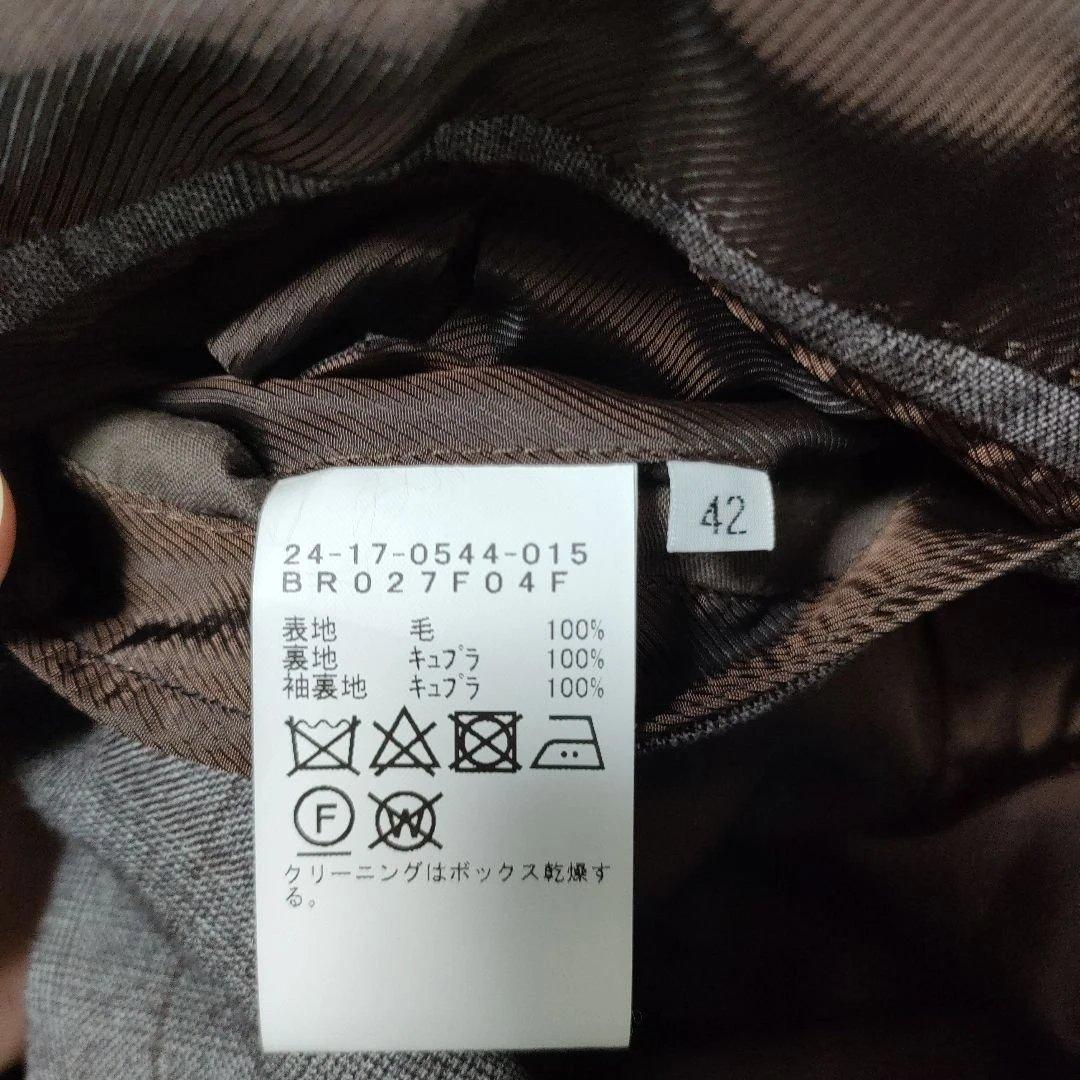 42
24-17-0544-015
BR027F04F
表地 毛 100%
裏地 キュプラ 100%
袖裏地 キュプラ 100%
F W
クリーニングはボックス乾燥す
る。